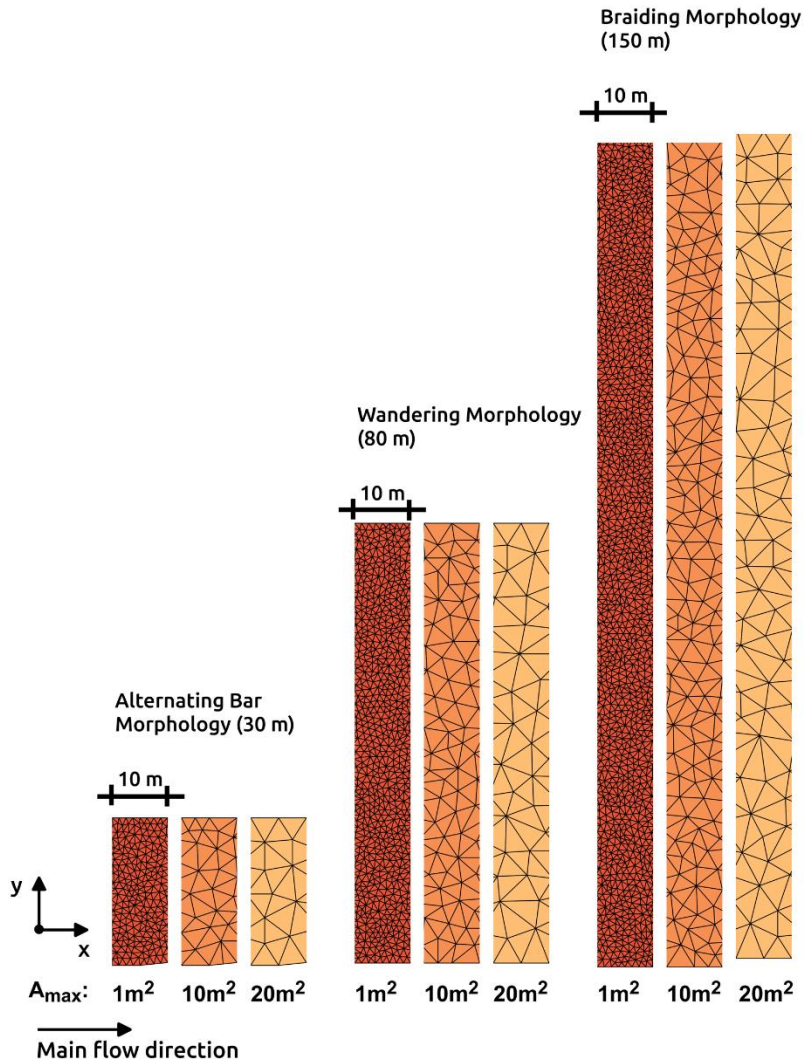 Braiding Morphology
(150 m)
10 m
Wandering Morphology
(80 m)
10 m
Alternating Bar
Morphology (30 m)
10 m
y
x
Amax: 1m² 10m² 20m² 1m² 10m² 20m² 1m² 10m² 20m²
Main flow direction